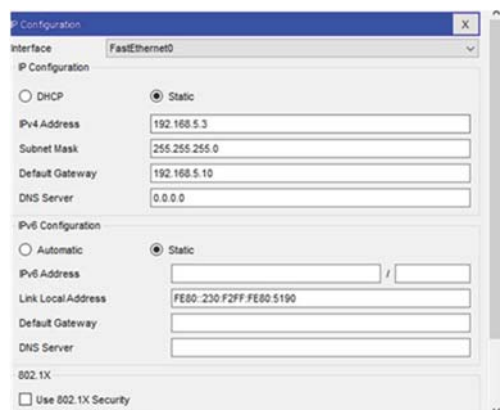 IP Configuration
X
Interface FastEthernet0
IP Configuration
DHCP Static
IPv4 Address 192.168.5.3
Subnet Mask 255.255.255.0
Default Gateway 192.168.5.10
DNS Server 0.0.0.0
IPv6 Configuration
Automatic Static
IPv6 Address /
Link Local Address FE80::230:F2FF:FE80:5190
Default Gateway
DNS Server
802.1X
Use 802.1X Security